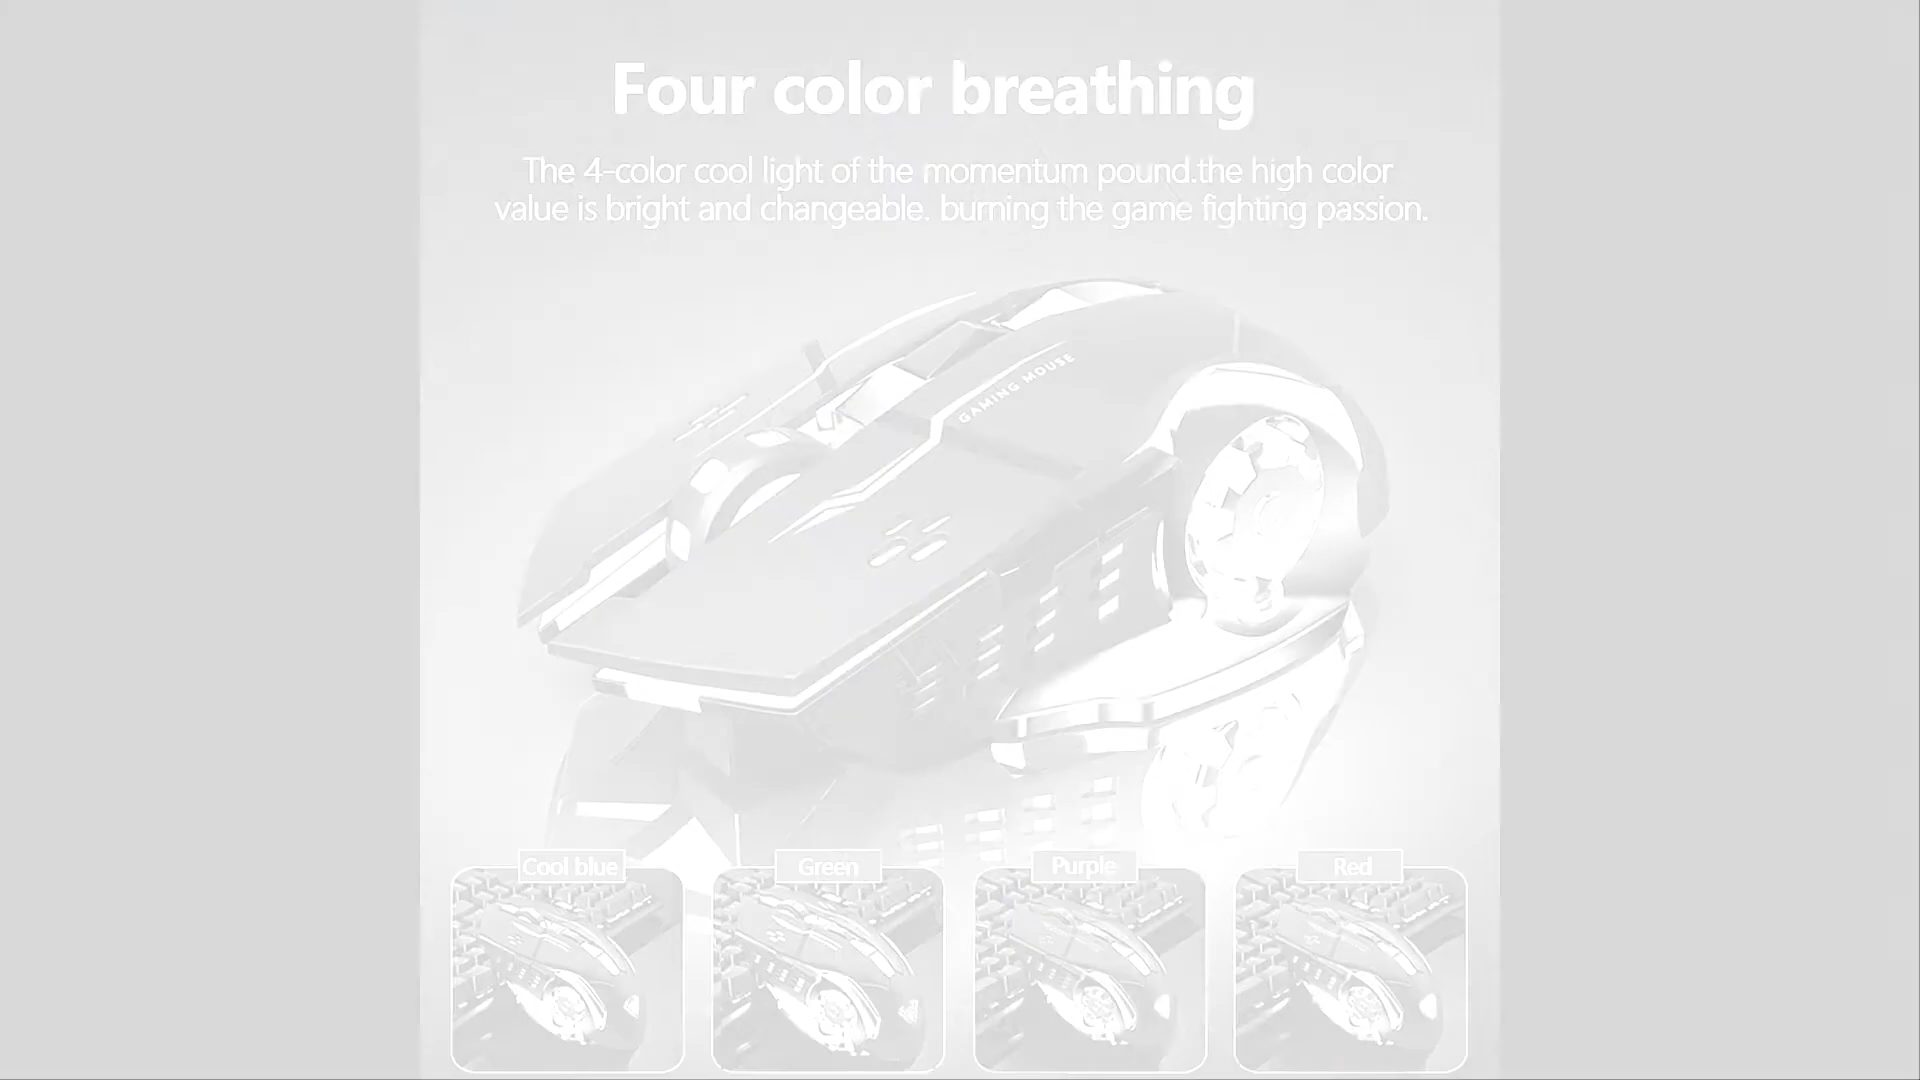 Four color breathing
The 4-color cool light of the momentum pound.the high color
value is bright and changeable. burning the game fighting passion.
GAMING MOUSE
Cool blue
Green
Purple
Red